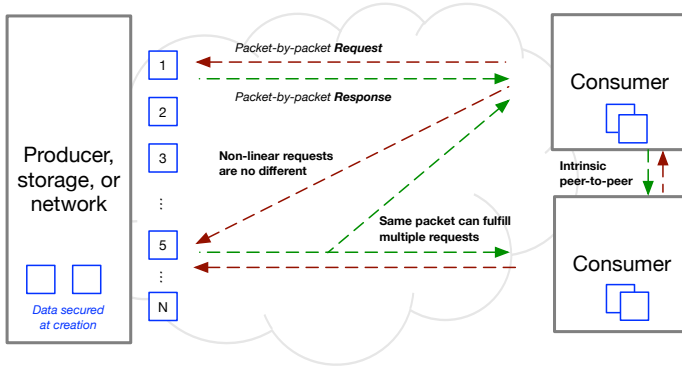 Packet-by-packet Request
1
Packet-by-packet Response
2
Producer,
storage, or
network
3
Non-linear requests
are no different
⋮
5
Same packet can fulfill
multiple requests
⋮
N
Data secured
at creation
Consumer
Intrinsic
peer-to-peer
Consumer